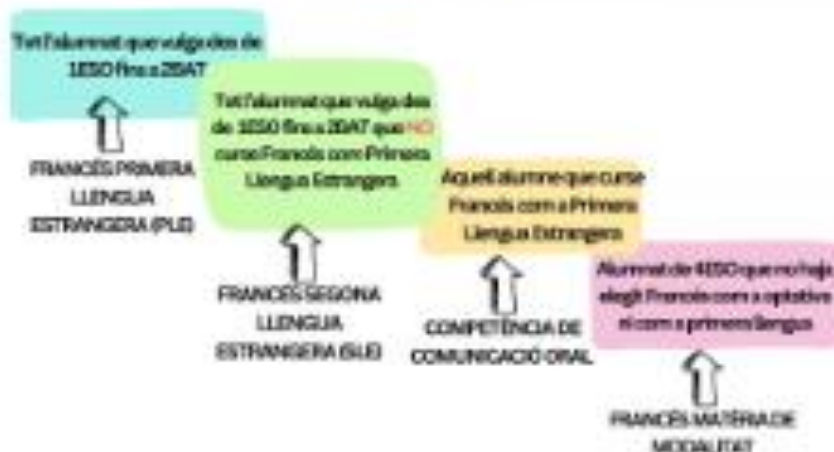 Tot l'alumnat que vulga des de
1ESO fins a 2BAT
FRANCÉS PRIMERA
LLENGUA
ESTRANGERA (PLE)
Tot l'alumnat que vulga des
de 1ESO fins a 2BAT que NO
curse Francés com Primera
Llengua Estrangera
FRANCÉS SEGONA
LLENGUA
ESTRANGERA (SLE)
Aquell alumne que curse
Francés com a Primera
Llengua Estrangera
COMPETÈNCIA DE
COMUNICACIÓ ORAL
Alumnat de 4ESO que no haja
elegit Francés com a optativa
ni com a primera llengua
FRANCÉS MATÈRIA DE
MODALITAT